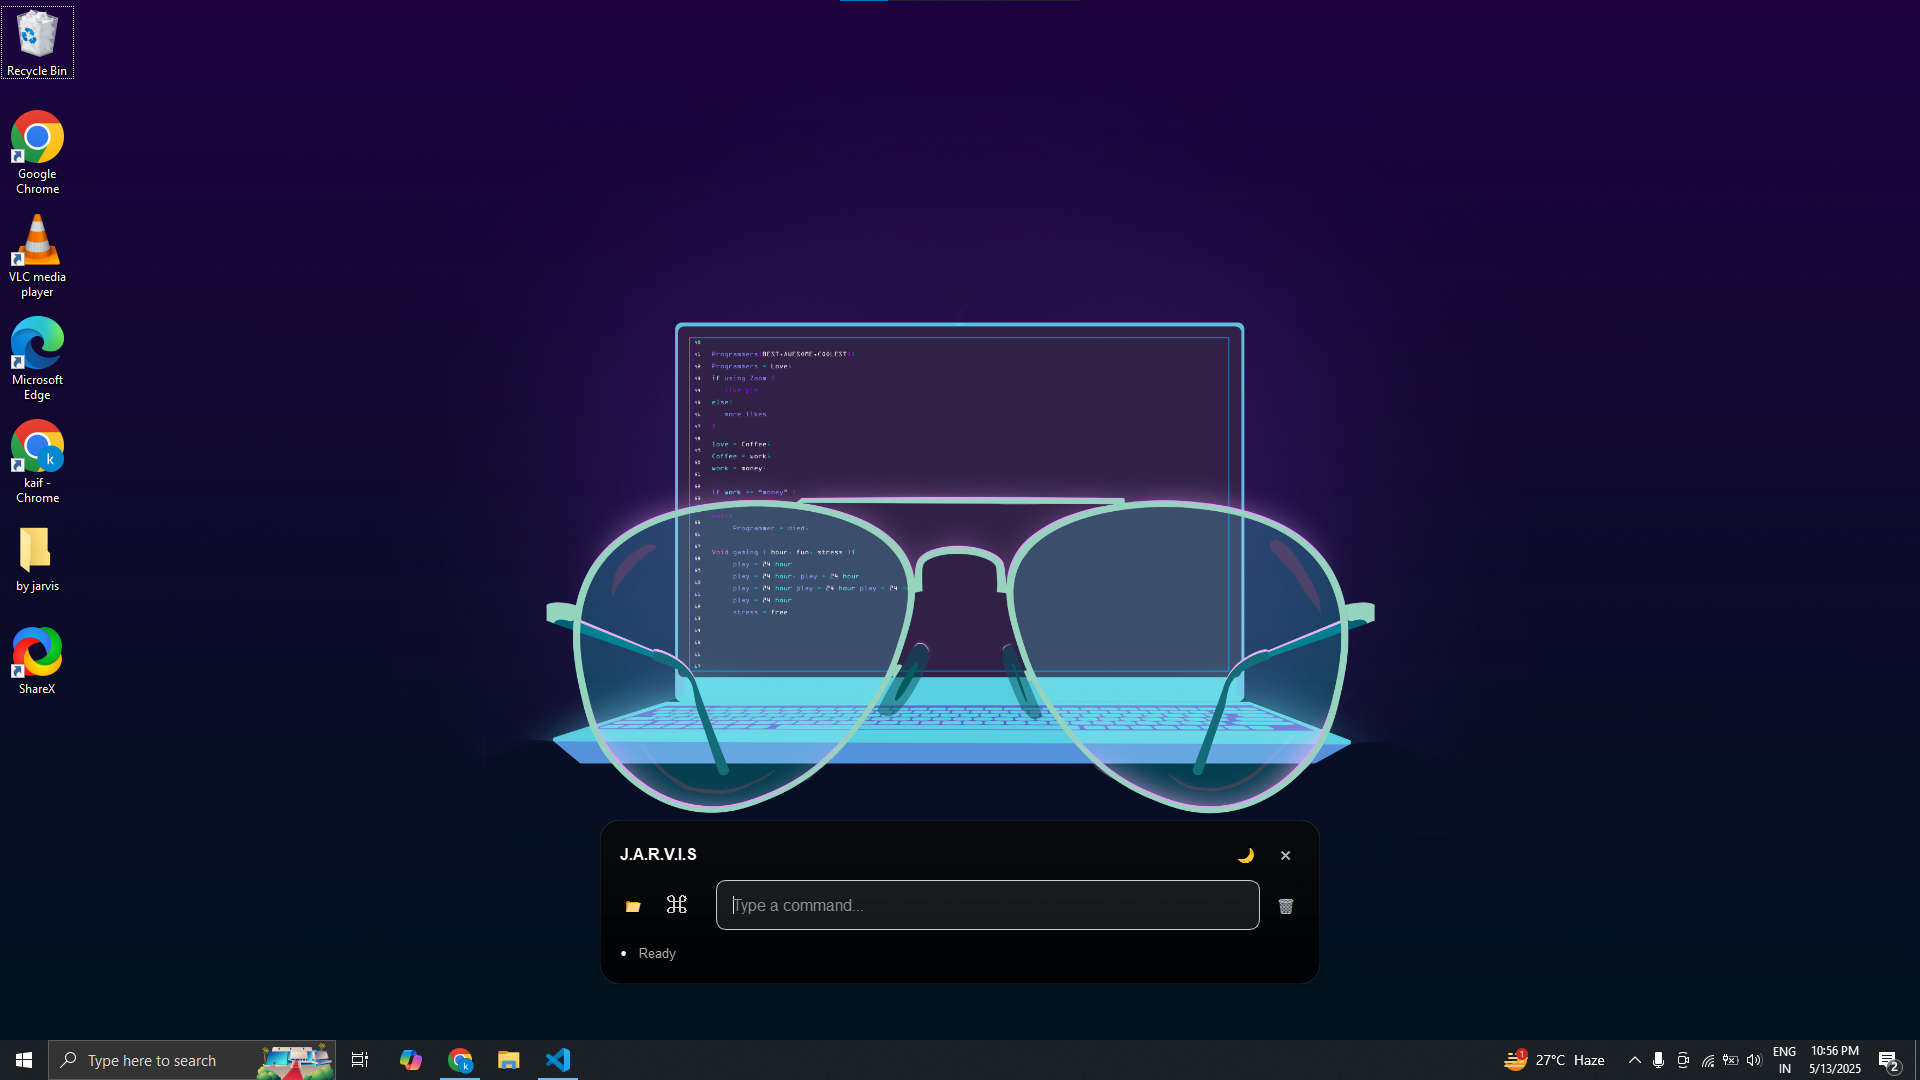 Recycle Bin
Google
Chrome
VLC media
player
Microsoft
Edge
k
kaif -
Chrome
by jarvis
ShareX
Programmers
BEST.AWESOME.COOLEST
Programmers = Love
if using Zoom
else
more likes
love = Coffee
Coffee = work
work = money
if work == "money"
Programmer = died
Void gaming ( hour, fun, stress ){
play = 24 hour
play = 24 hour, play = 24 hour
play = 24 hour play = 24 hour play = 24
play = 24 hour
stress = free
J.A.R.V.I.S
Type a command...
Ready
Type here to search
k
1
27°C Haze
ENG
IN
10:56 PM
5/13/2025
2